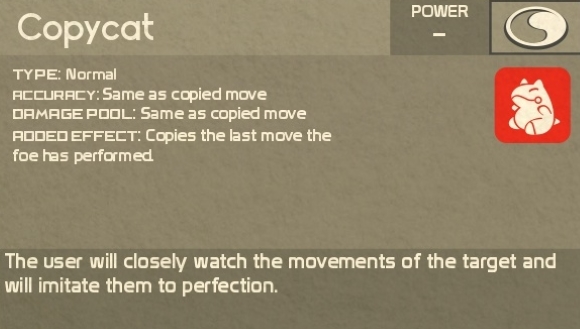 Copycat
POWER
–
TYPE: Normal
ACCURACY: Same as copied move
DAMAGE POOL: Same as copied move
ADDED EFFECT: Copies the last move the
foe has performed.
The user will closely watch the movements of the target and
will imitate them to perfection.